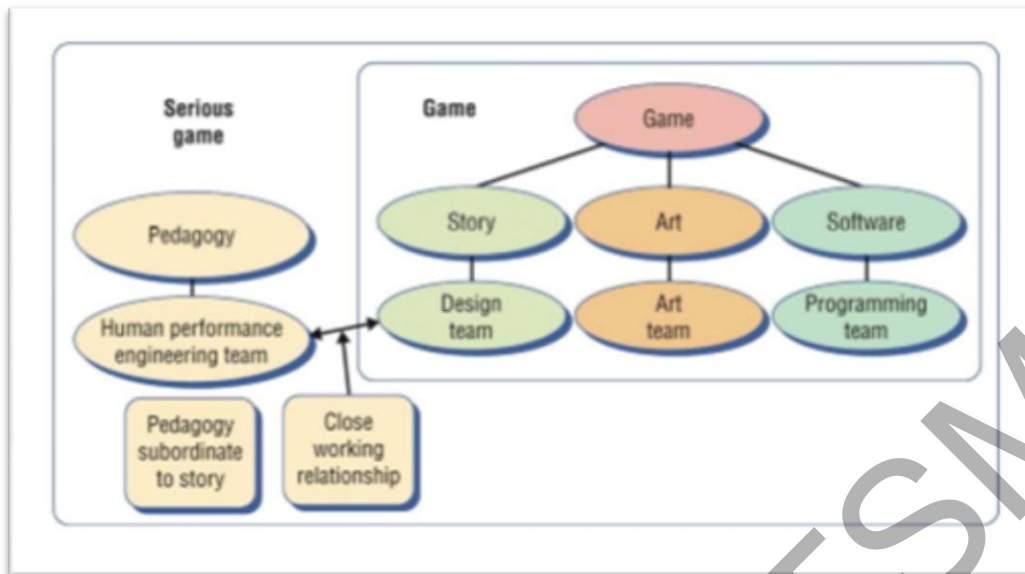 Serious
game
Game
Game
Story
Art
Software
Pedagogy
Design
team
Art
team
Programming
team
Human performance
engineering team
Pedagogy
subordinate
to story
Close
working
relationship